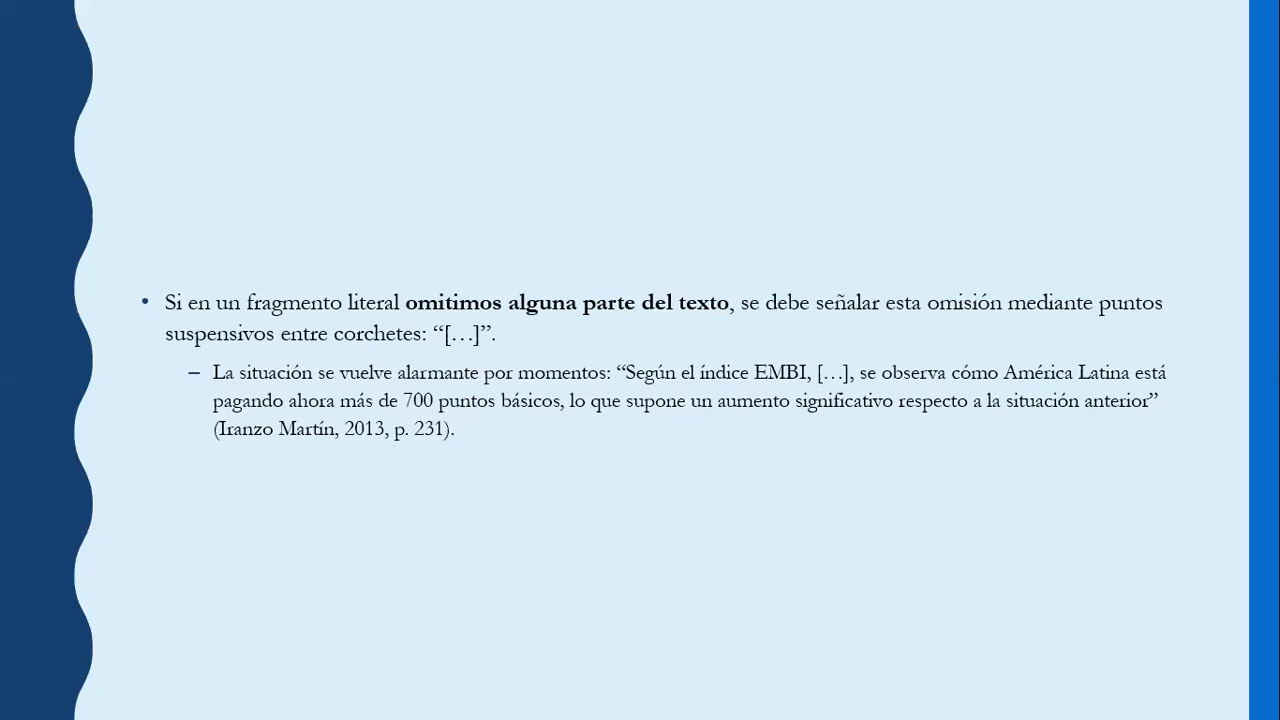 • Si en un fragmento literal omitimos alguna parte del texto, se debe señalar esta omisión mediante puntos
suspensivos entre corchetes: “[…]”.
– La situación se vuelve alarmante por momentos: “Según el índice EMBI, […], se observa cómo América Latina está
pagando ahora más de 700 puntos básicos, lo que supone un aumento significativo respecto a la situación anterior”
(Iranzo Martín, 2013, p. 231).